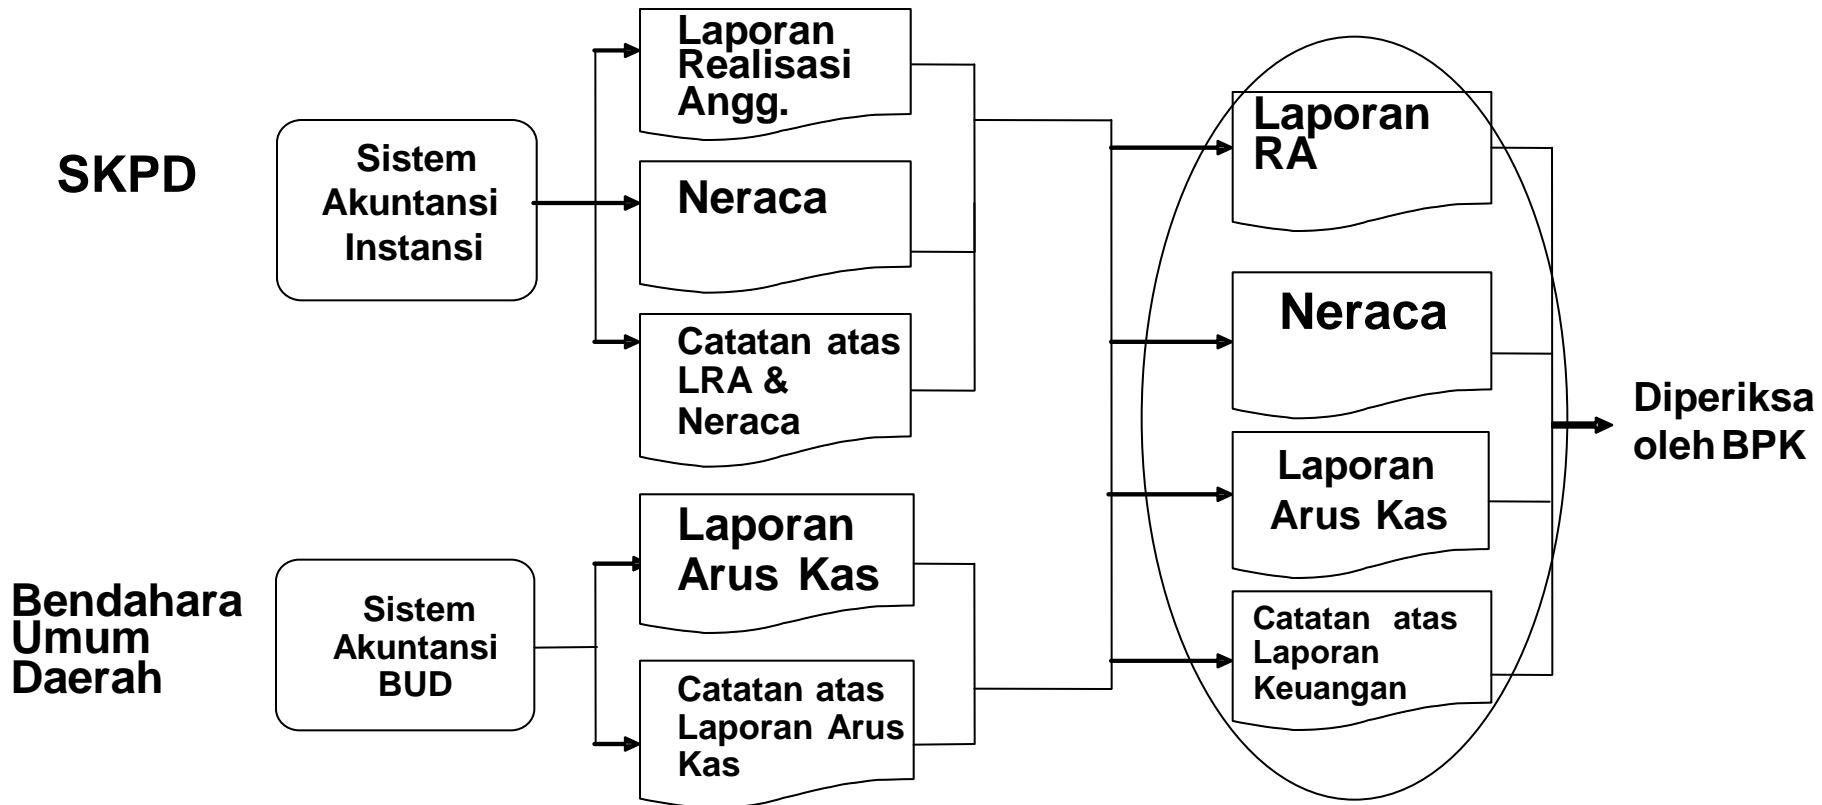 SKPD
Sistem
Akuntansi
Instansi
Laporan
Realisasi
Angg.
Neraca
Catatan atas
LRA &
Neraca
Bendahara
Umum
Daerah
Sistem
Akuntansi
BUD
Laporan
Arus Kas
Catatan atas
Laporan Arus
Kas
Laporan
RA
Neraca
Laporan
Arus Kas
Catatan atas
Laporan
Keuangan
Diperiksa
oleh BPK